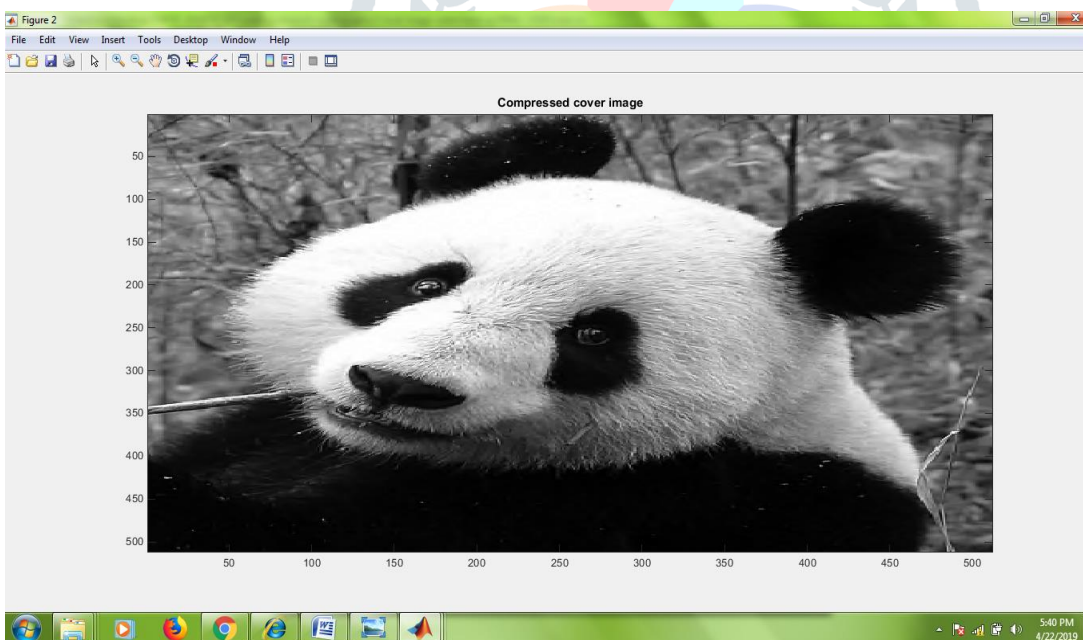 Figure 2
File Edit View Insert Tools Desktop Window Help
Compressed cover image
50
100
150
200
250
300
350
400
450
500
50 100 150 200 250 300 350 400 450 500
5:40 PM
4/22/2019